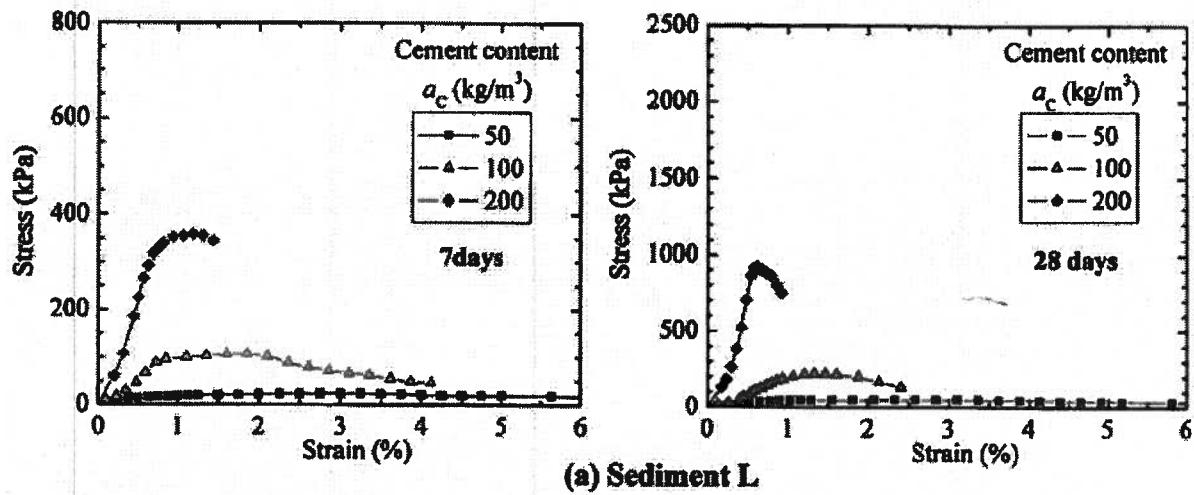 800
600
400
200
0
Stress (kPa)
Cement content
a_C (kg/m³)
50
100
200
7days
0 1 2 3 4 5 6
Strain (%)
2500
2000
1500
1000
500
0
Stress (kPa)
Cement content
a_C (kg/m³)
50
100
200
28 days
0 1 2 3 4 5 6
Strain (%)
(a) Sediment L